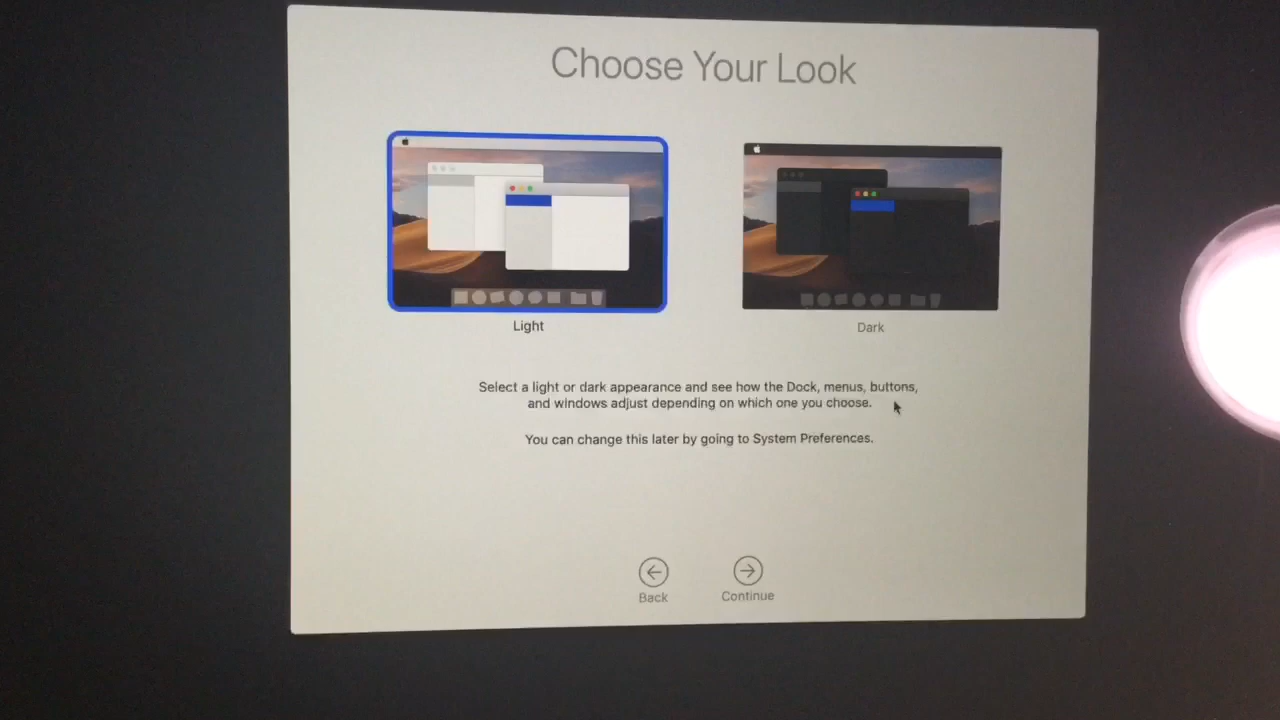 Choose Your Look
Light
Dark
Select a light or dark appearance and see how the Dock, menus, buttons,
and windows adjust depending on which one you choose.
You can change this later by going to System Preferences.
Back
Continue